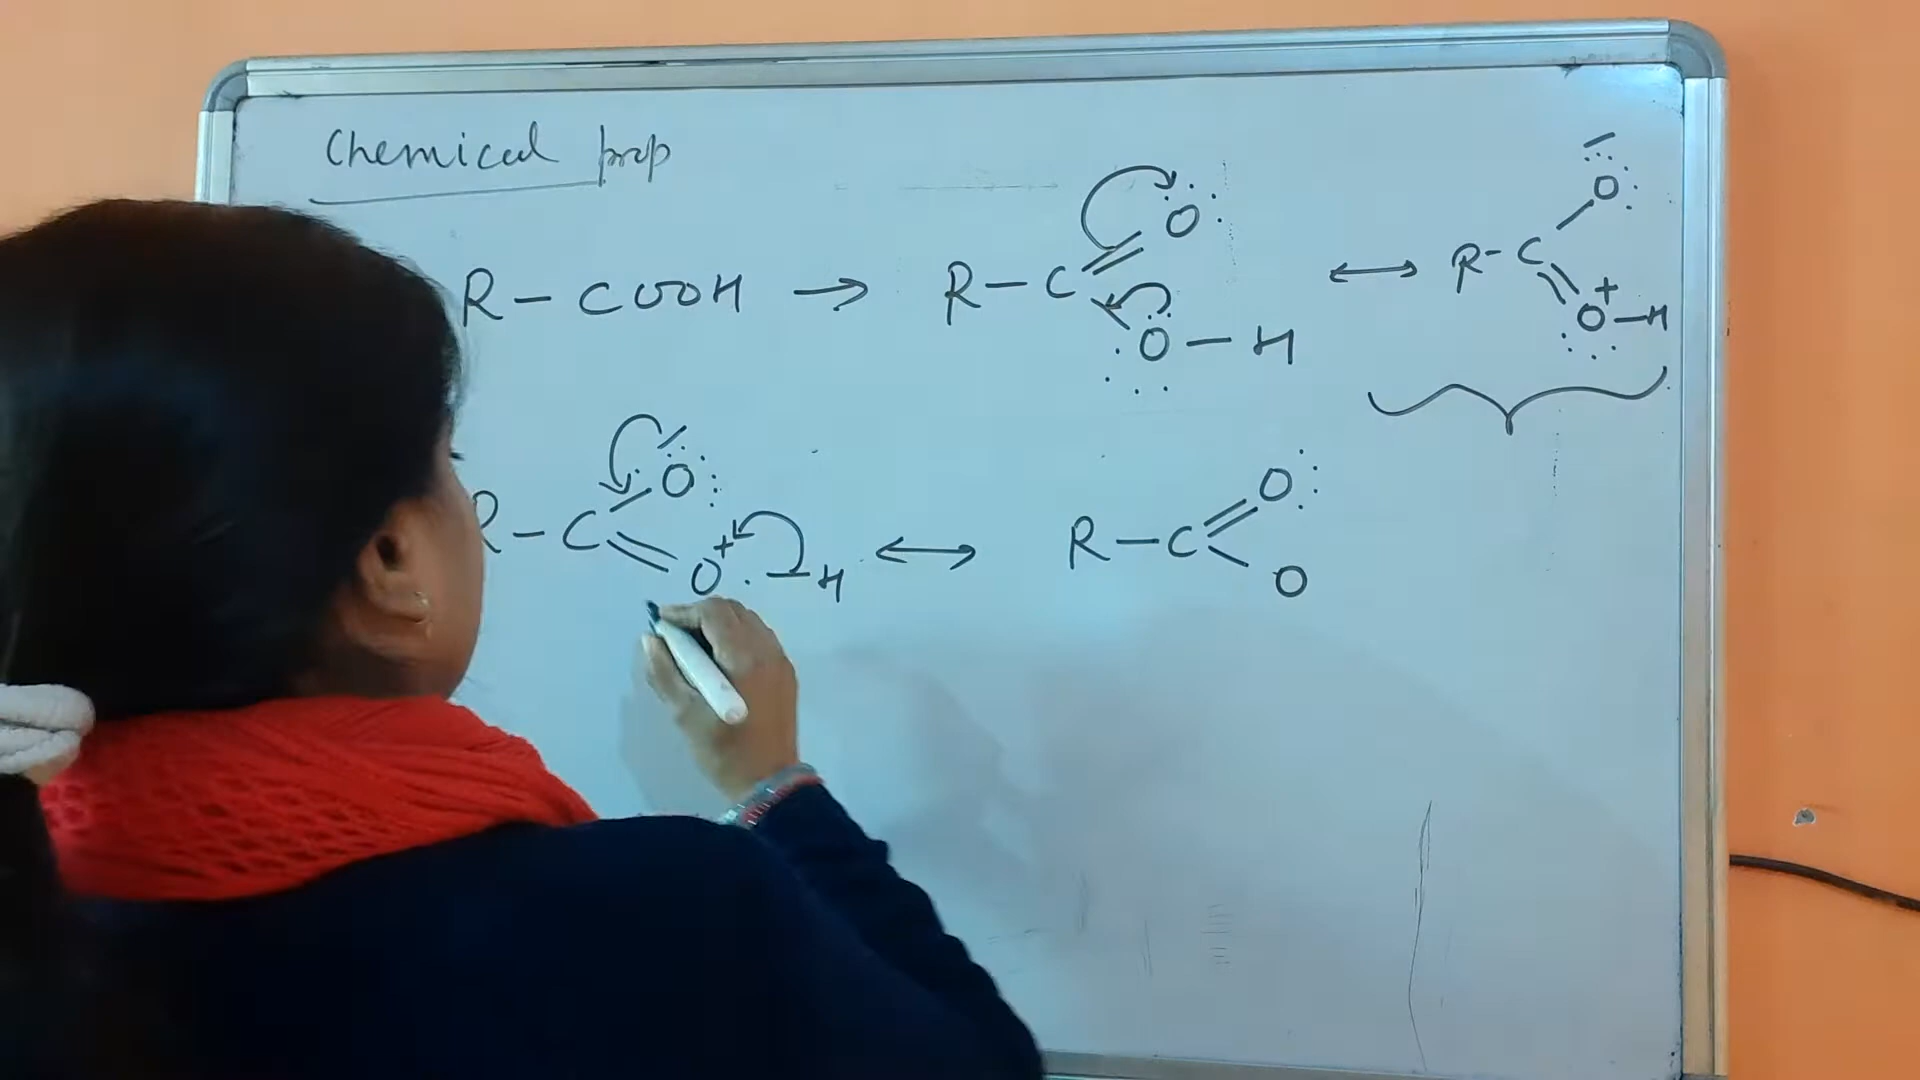 Chemical prop
R – COOH → R – C O O – H ↔ R – C O⁻ O⁺ – H
R – C O⁻ O⁺ – H ↔ R – C O O